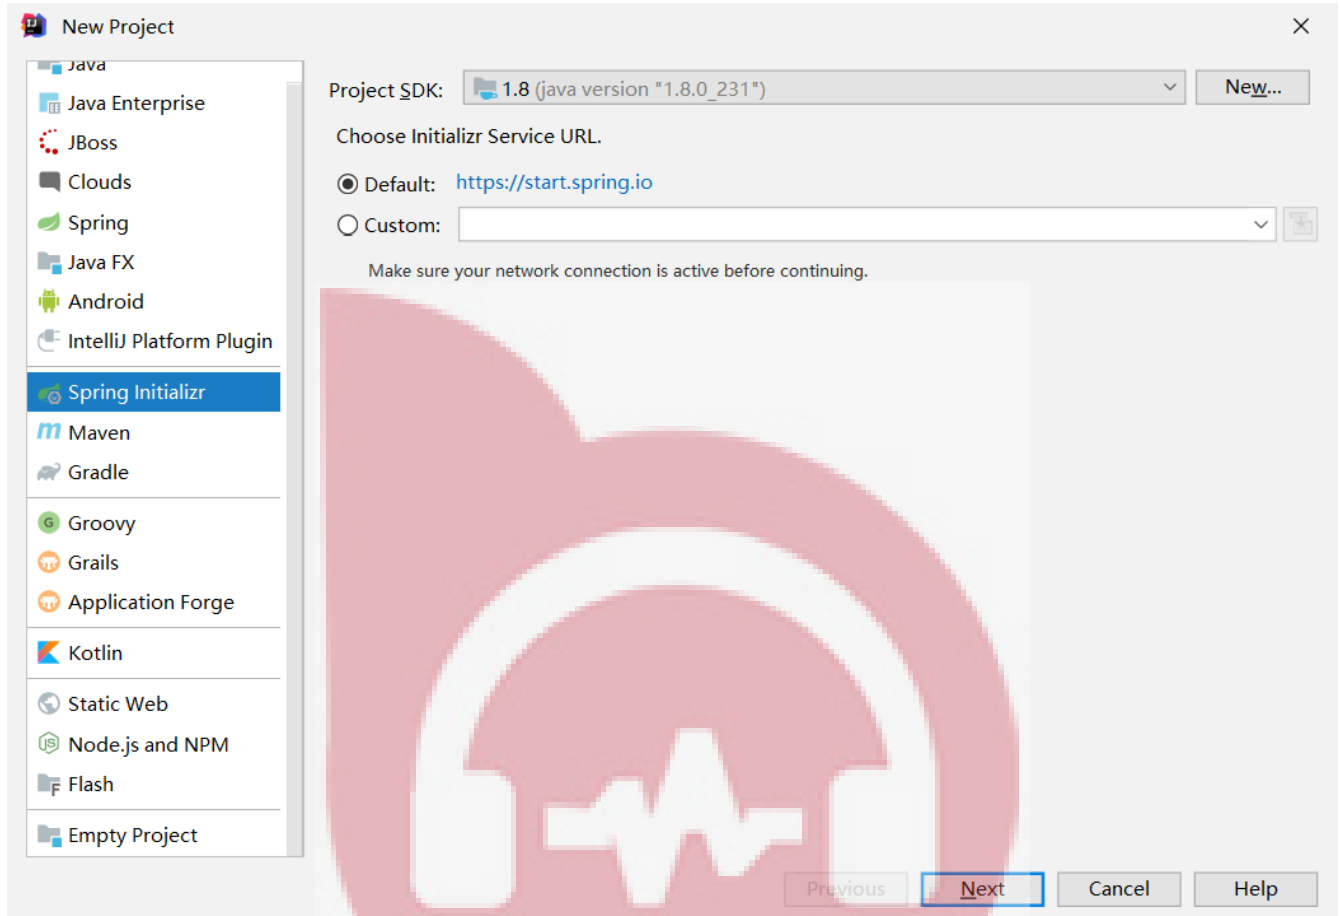 New Project
Java
Java Enterprise
JBoss
Clouds
Spring
Java FX
Android
IntelliJ Platform Plugin
Spring Initializr
Maven
Gradle
Groovy
Grails
Application Forge
Kotlin
Static Web
Node.js and NPM
Flash
Empty Project
Project SDK: 1.8 (java version "1.8.0_231") New...
Choose Initializr Service URL.
Default: https://start.spring.io
Custom:
Make sure your network connection is active before continuing.
Previous Next Cancel Help